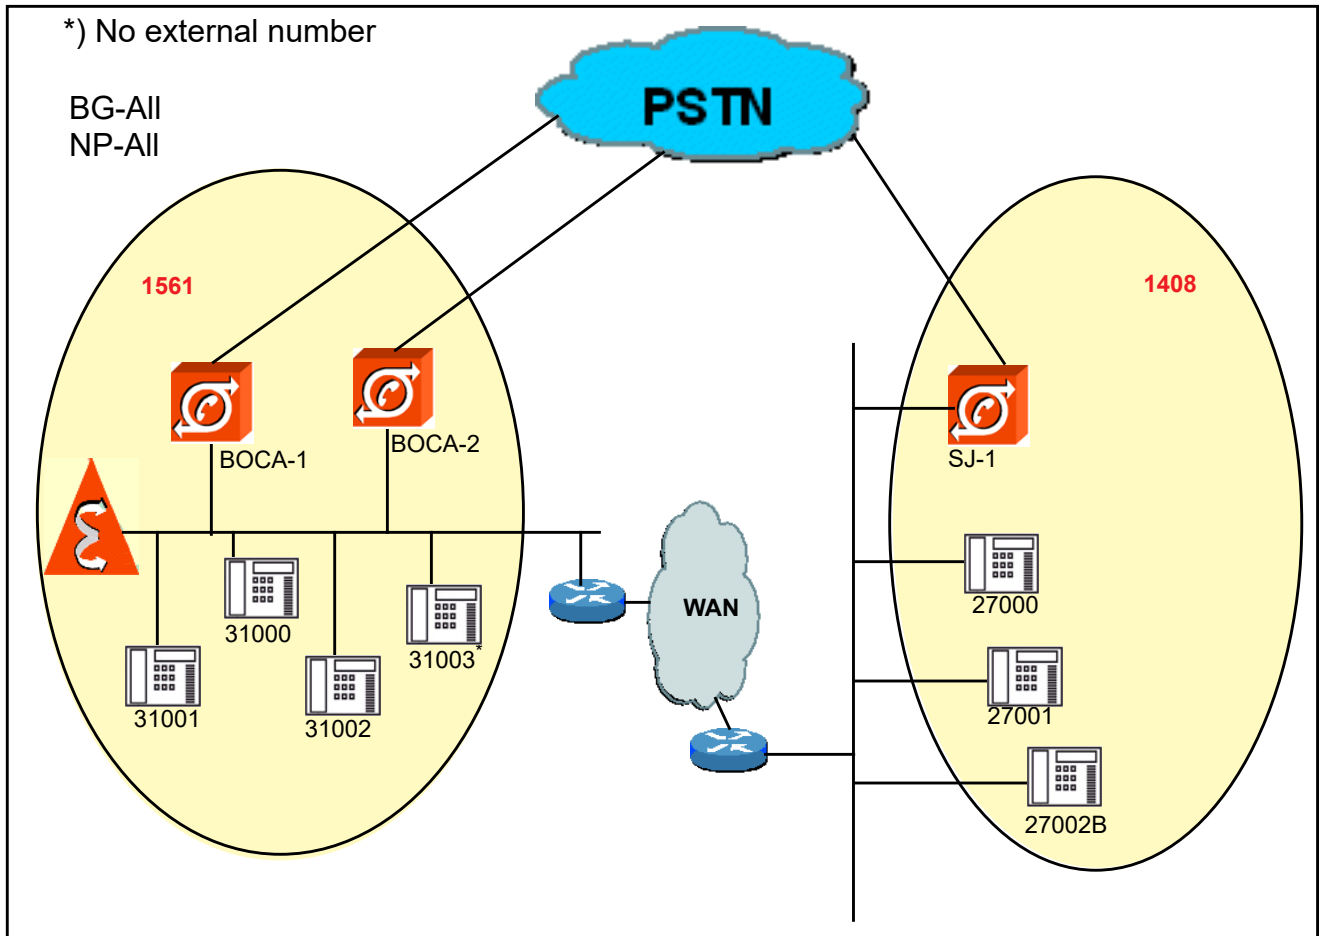 *) No external number
BG-All
NP-All
PSTN
1561
1408
BOCA-1
BOCA-2
SJ-1
31000
31001
31002
31003*
WAN
27000
27001
27002B